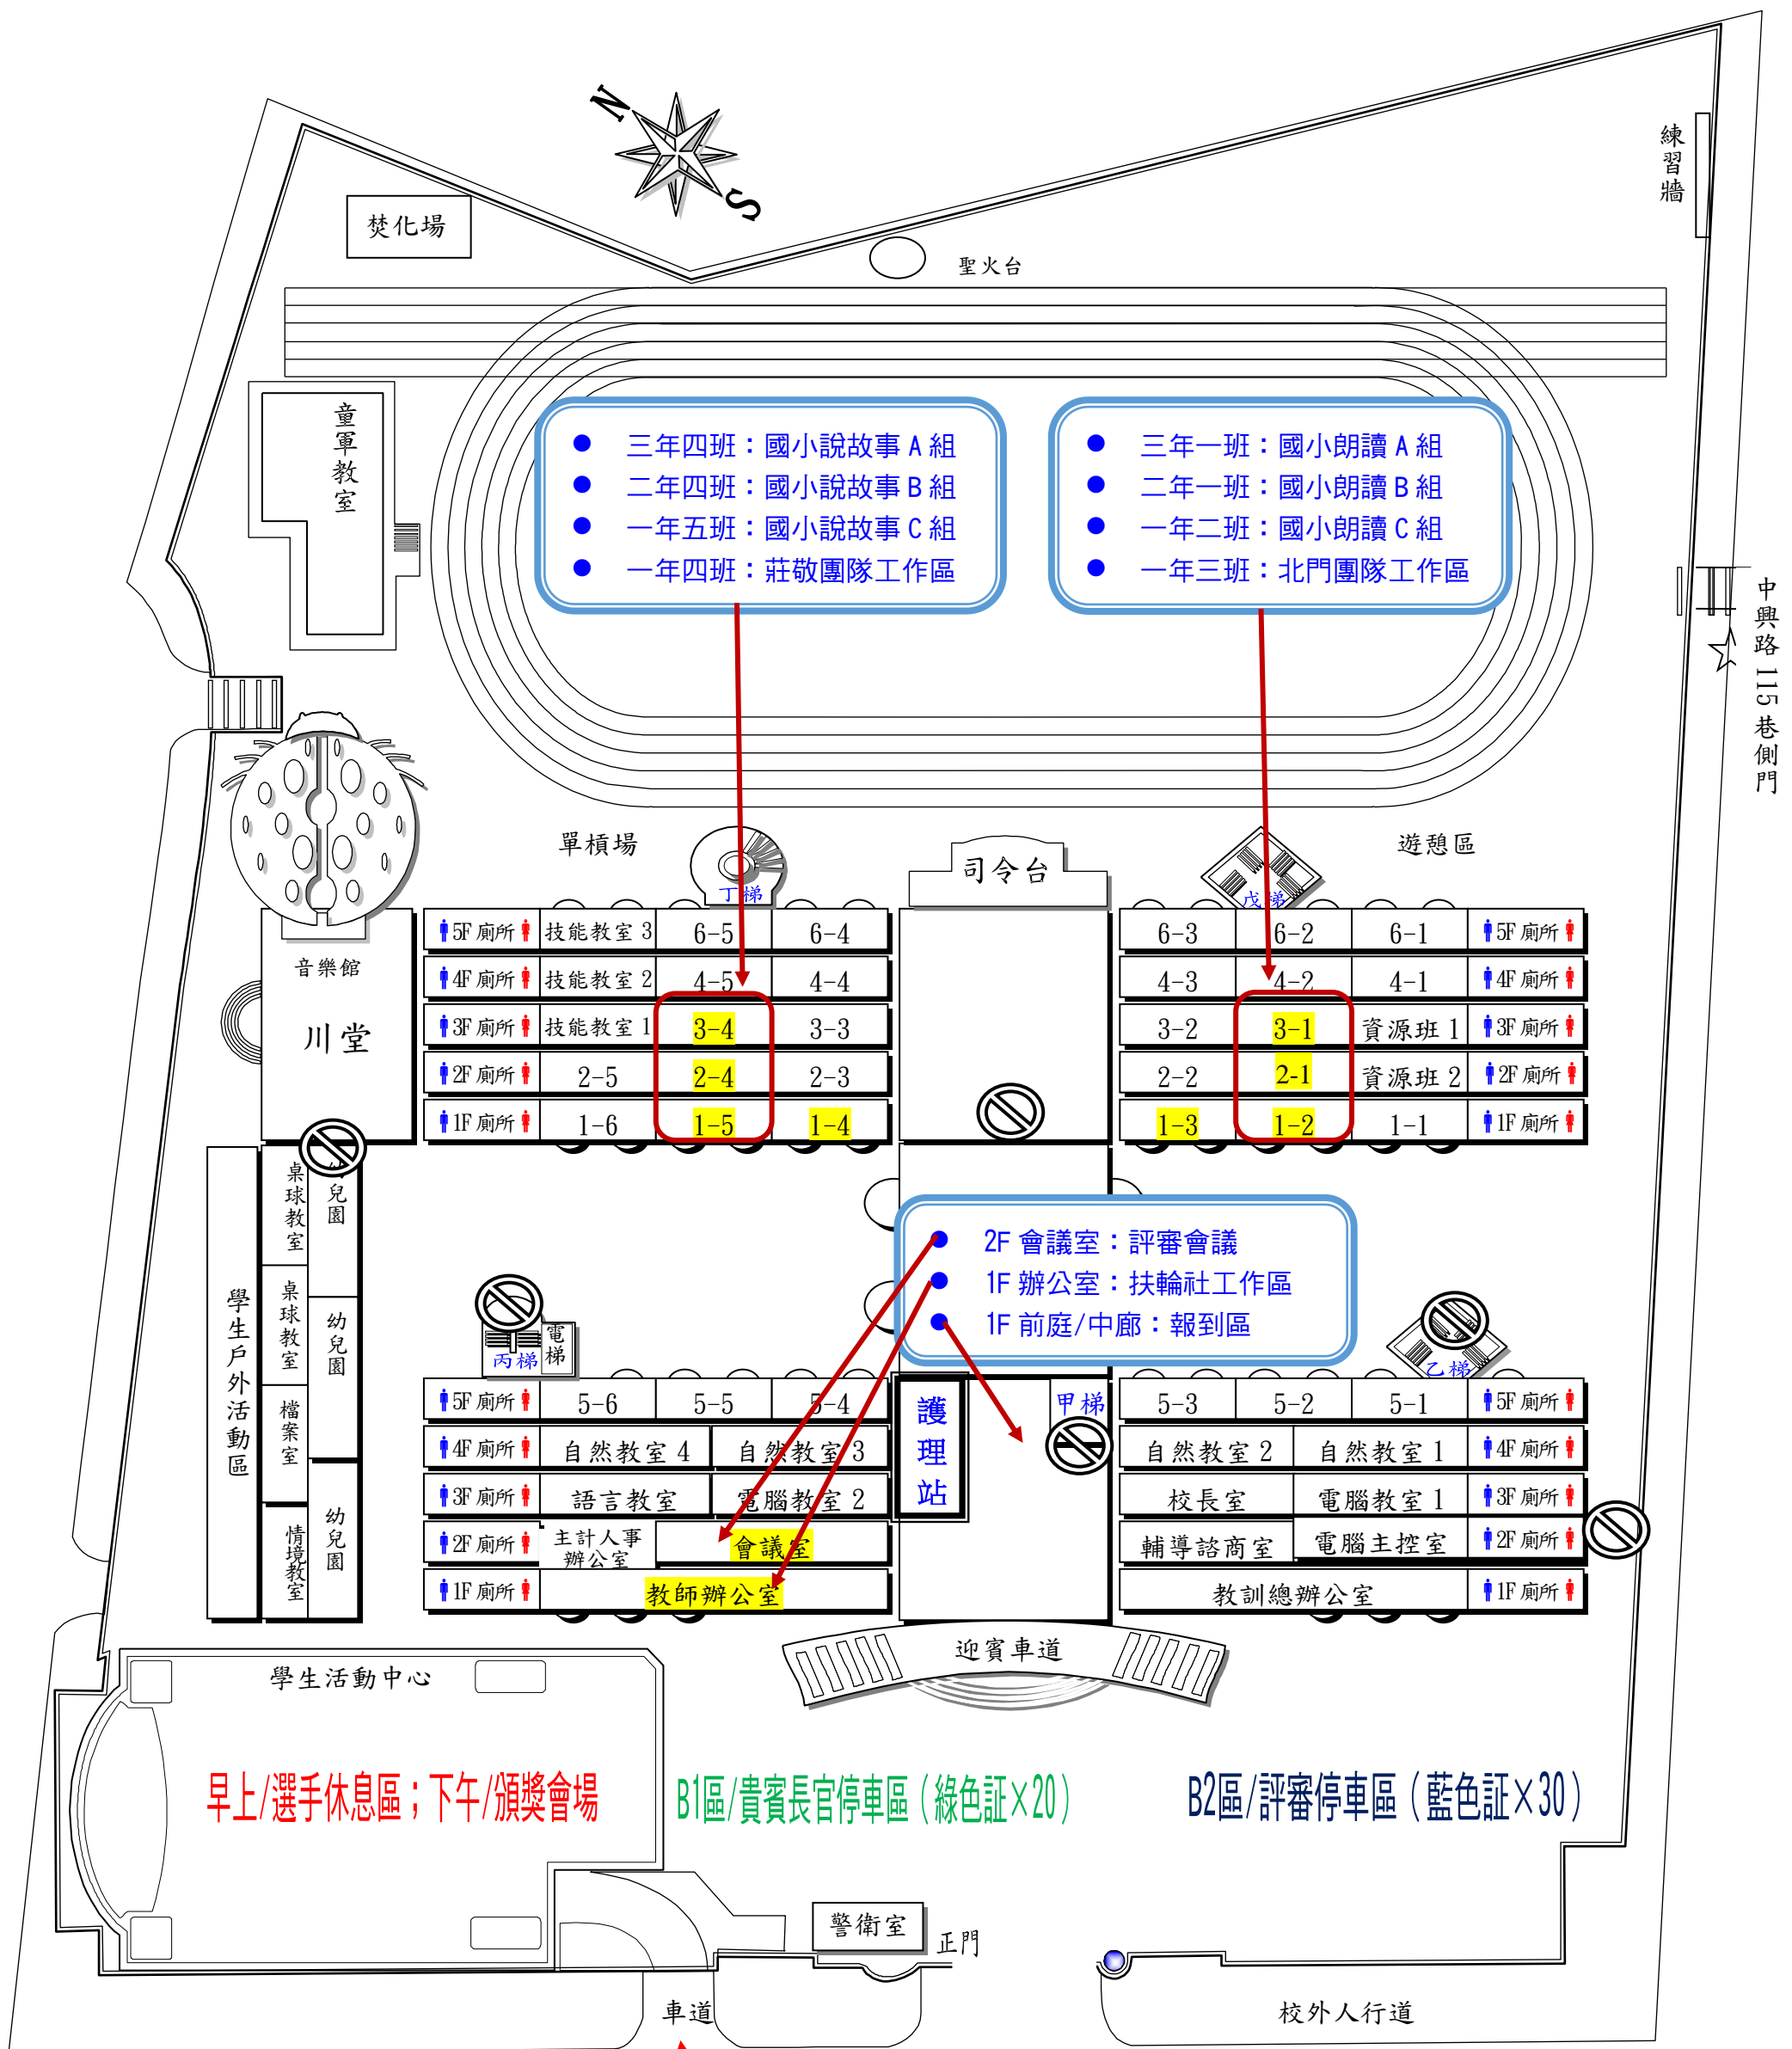 N
S
焚化場
聖火台
練習牆
童軍教室
● 三年四班：國小說故事 A 組
● 二年四班：國小說故事 B 組
● 一年五班：國小說故事 C 組
● 一年四班：莊敬團隊工作區
● 三年一班：國小朗讀 A 組
● 二年一班：國小朗讀 B 組
● 一年二班：國小朗讀 C 組
● 一年三班：北門團隊工作區
中興路 115 巷側門
單槓場
丁梯
司令台
戊梯
遊憩區
音樂館
川堂
5F 廁所 技能教室 3 6-5 6-4
4F 廁所 技能教室 2 4-5 4-4
3F 廁所 技能教室 1 3-4 3-3
2F 廁所 2-5 2-4 2-3
1F 廁所 1-6 1-5 1-4
6-3 6-2 6-1 5F 廁所
4-3 4-2 4-1 4F 廁所
3-2 3-1 資源班 1 3F 廁所
2-2 2-1 資源班 2 2F 廁所
1-3 1-2 1-1 1F 廁所
學生戶外活動區
桌球教室
桌球教室
檔案室
情境教室
兒園
幼兒園
幼兒園
● 2F 會議室：評審會議
● 1F 辦公室：扶輪社工作區
● 1F 前庭/中廊：報到區
丙梯
電梯
乙梯
甲梯
護理站
5F 廁所 5-6 5-5 5-4
4F 廁所 自然教室 4 自然教室 3
3F 廁所 語言教室 電腦教室 2
2F 廁所 主計人事辦公室 會議室
1F 廁所 教師辦公室
5-3 5-2 5-1 5F 廁所
自然教室 2 自然教室 1 4F 廁所
校長室 電腦教室 1 3F 廁所
輔導諮商室 電腦主控室 2F 廁所
教訓總辦公室 1F 廁所
迎賓車道
學生活動中心
早上/選手休息區；下午/頒獎會場
B1區/貴賓長官停車區（綠色証×20）
B2區/評審停車區（藍色証×30）
警衛室
正門
車道
校外人行道